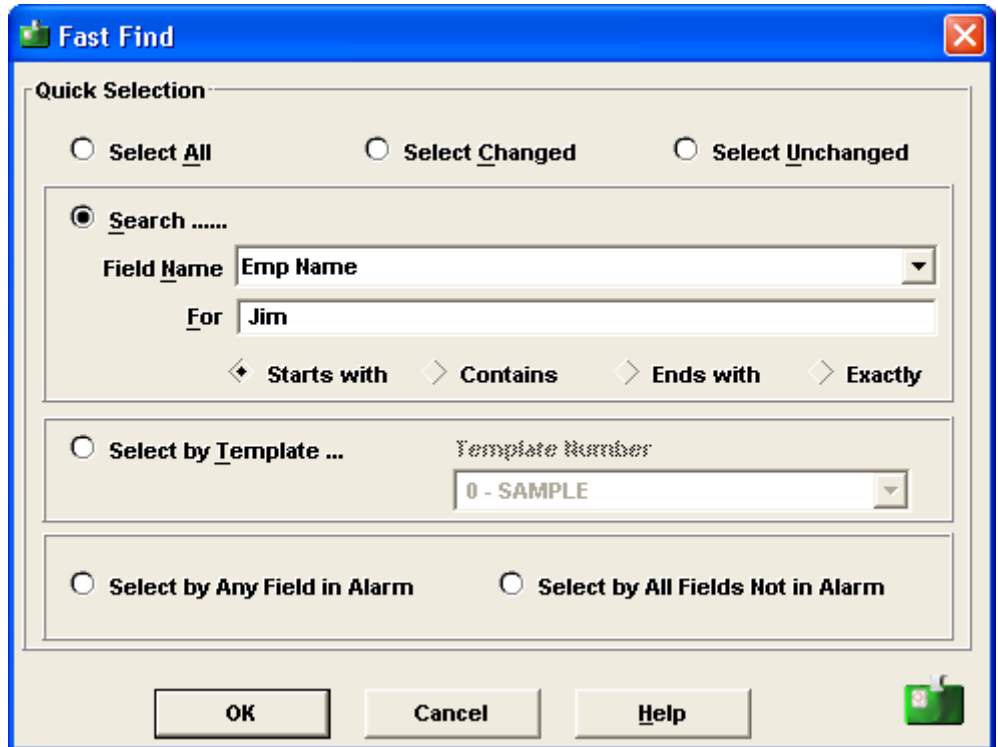 Fast Find
Quick Selection
Select All Select Changed Select Unchanged
Search ......
Field Name Emp Name
For Jim
Starts with Contains Ends with Exactly
Select by Template ... Template Number
0 - SAMPLE
Select by Any Field in Alarm Select by All Fields Not in Alarm
OK Cancel Help